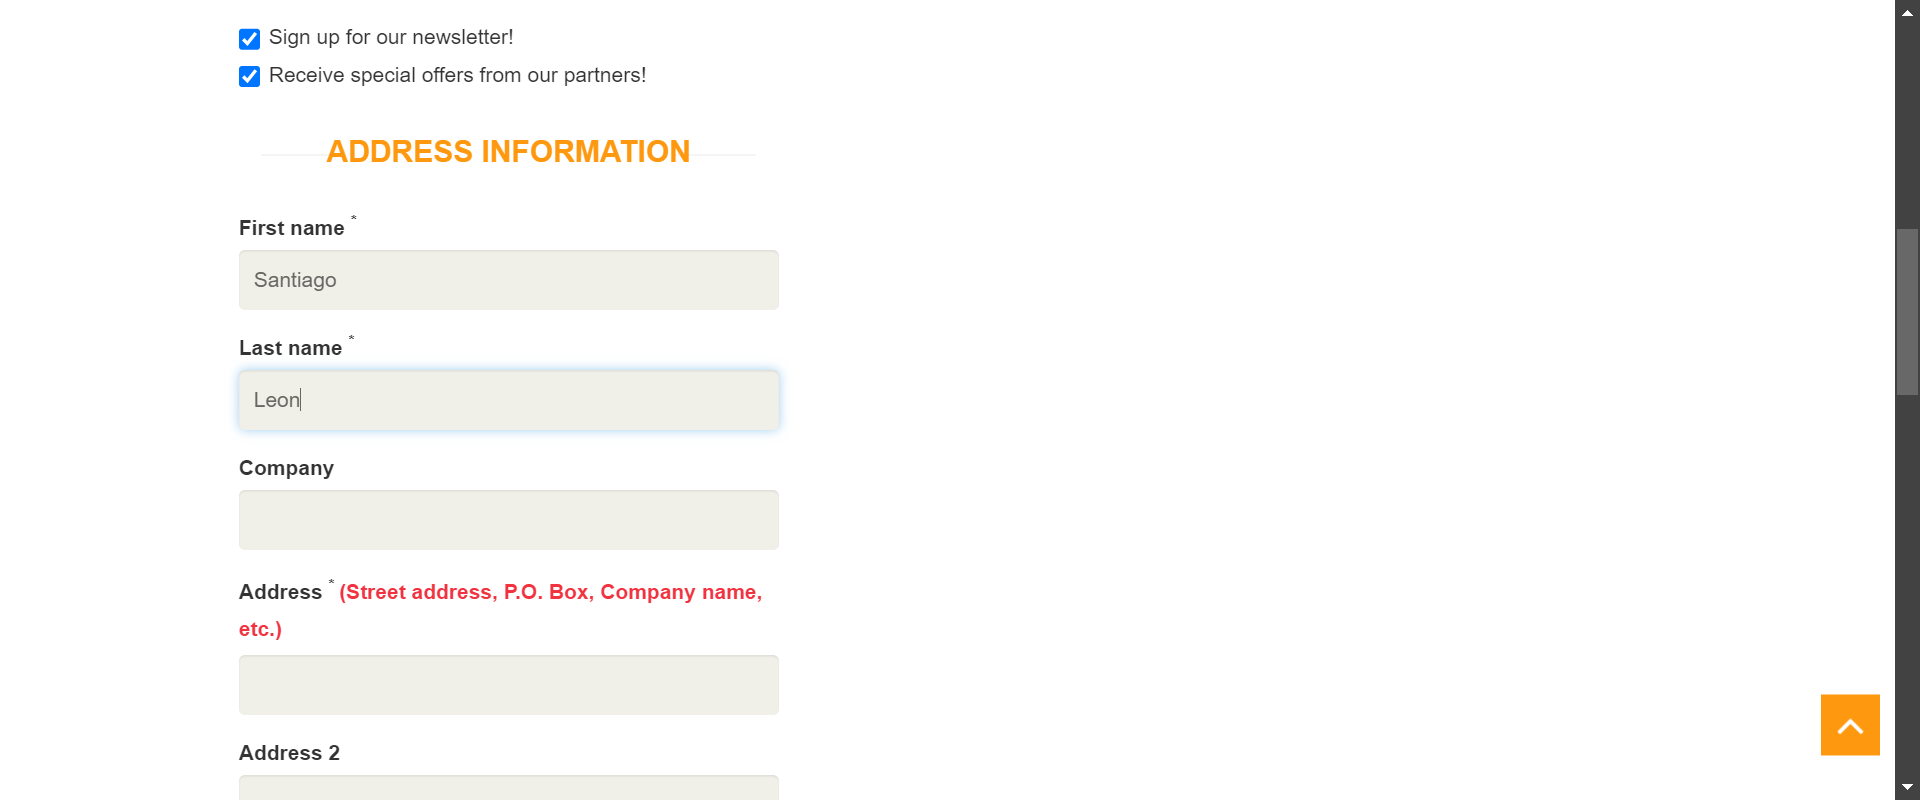 Sign up for our newsletter!
Receive special offers from our partners!
ADDRESS INFORMATION
First name *
Santiago
Last name *
Leon
Company
Address * (Street address, P.O. Box, Company name,
etc.)
Address 2